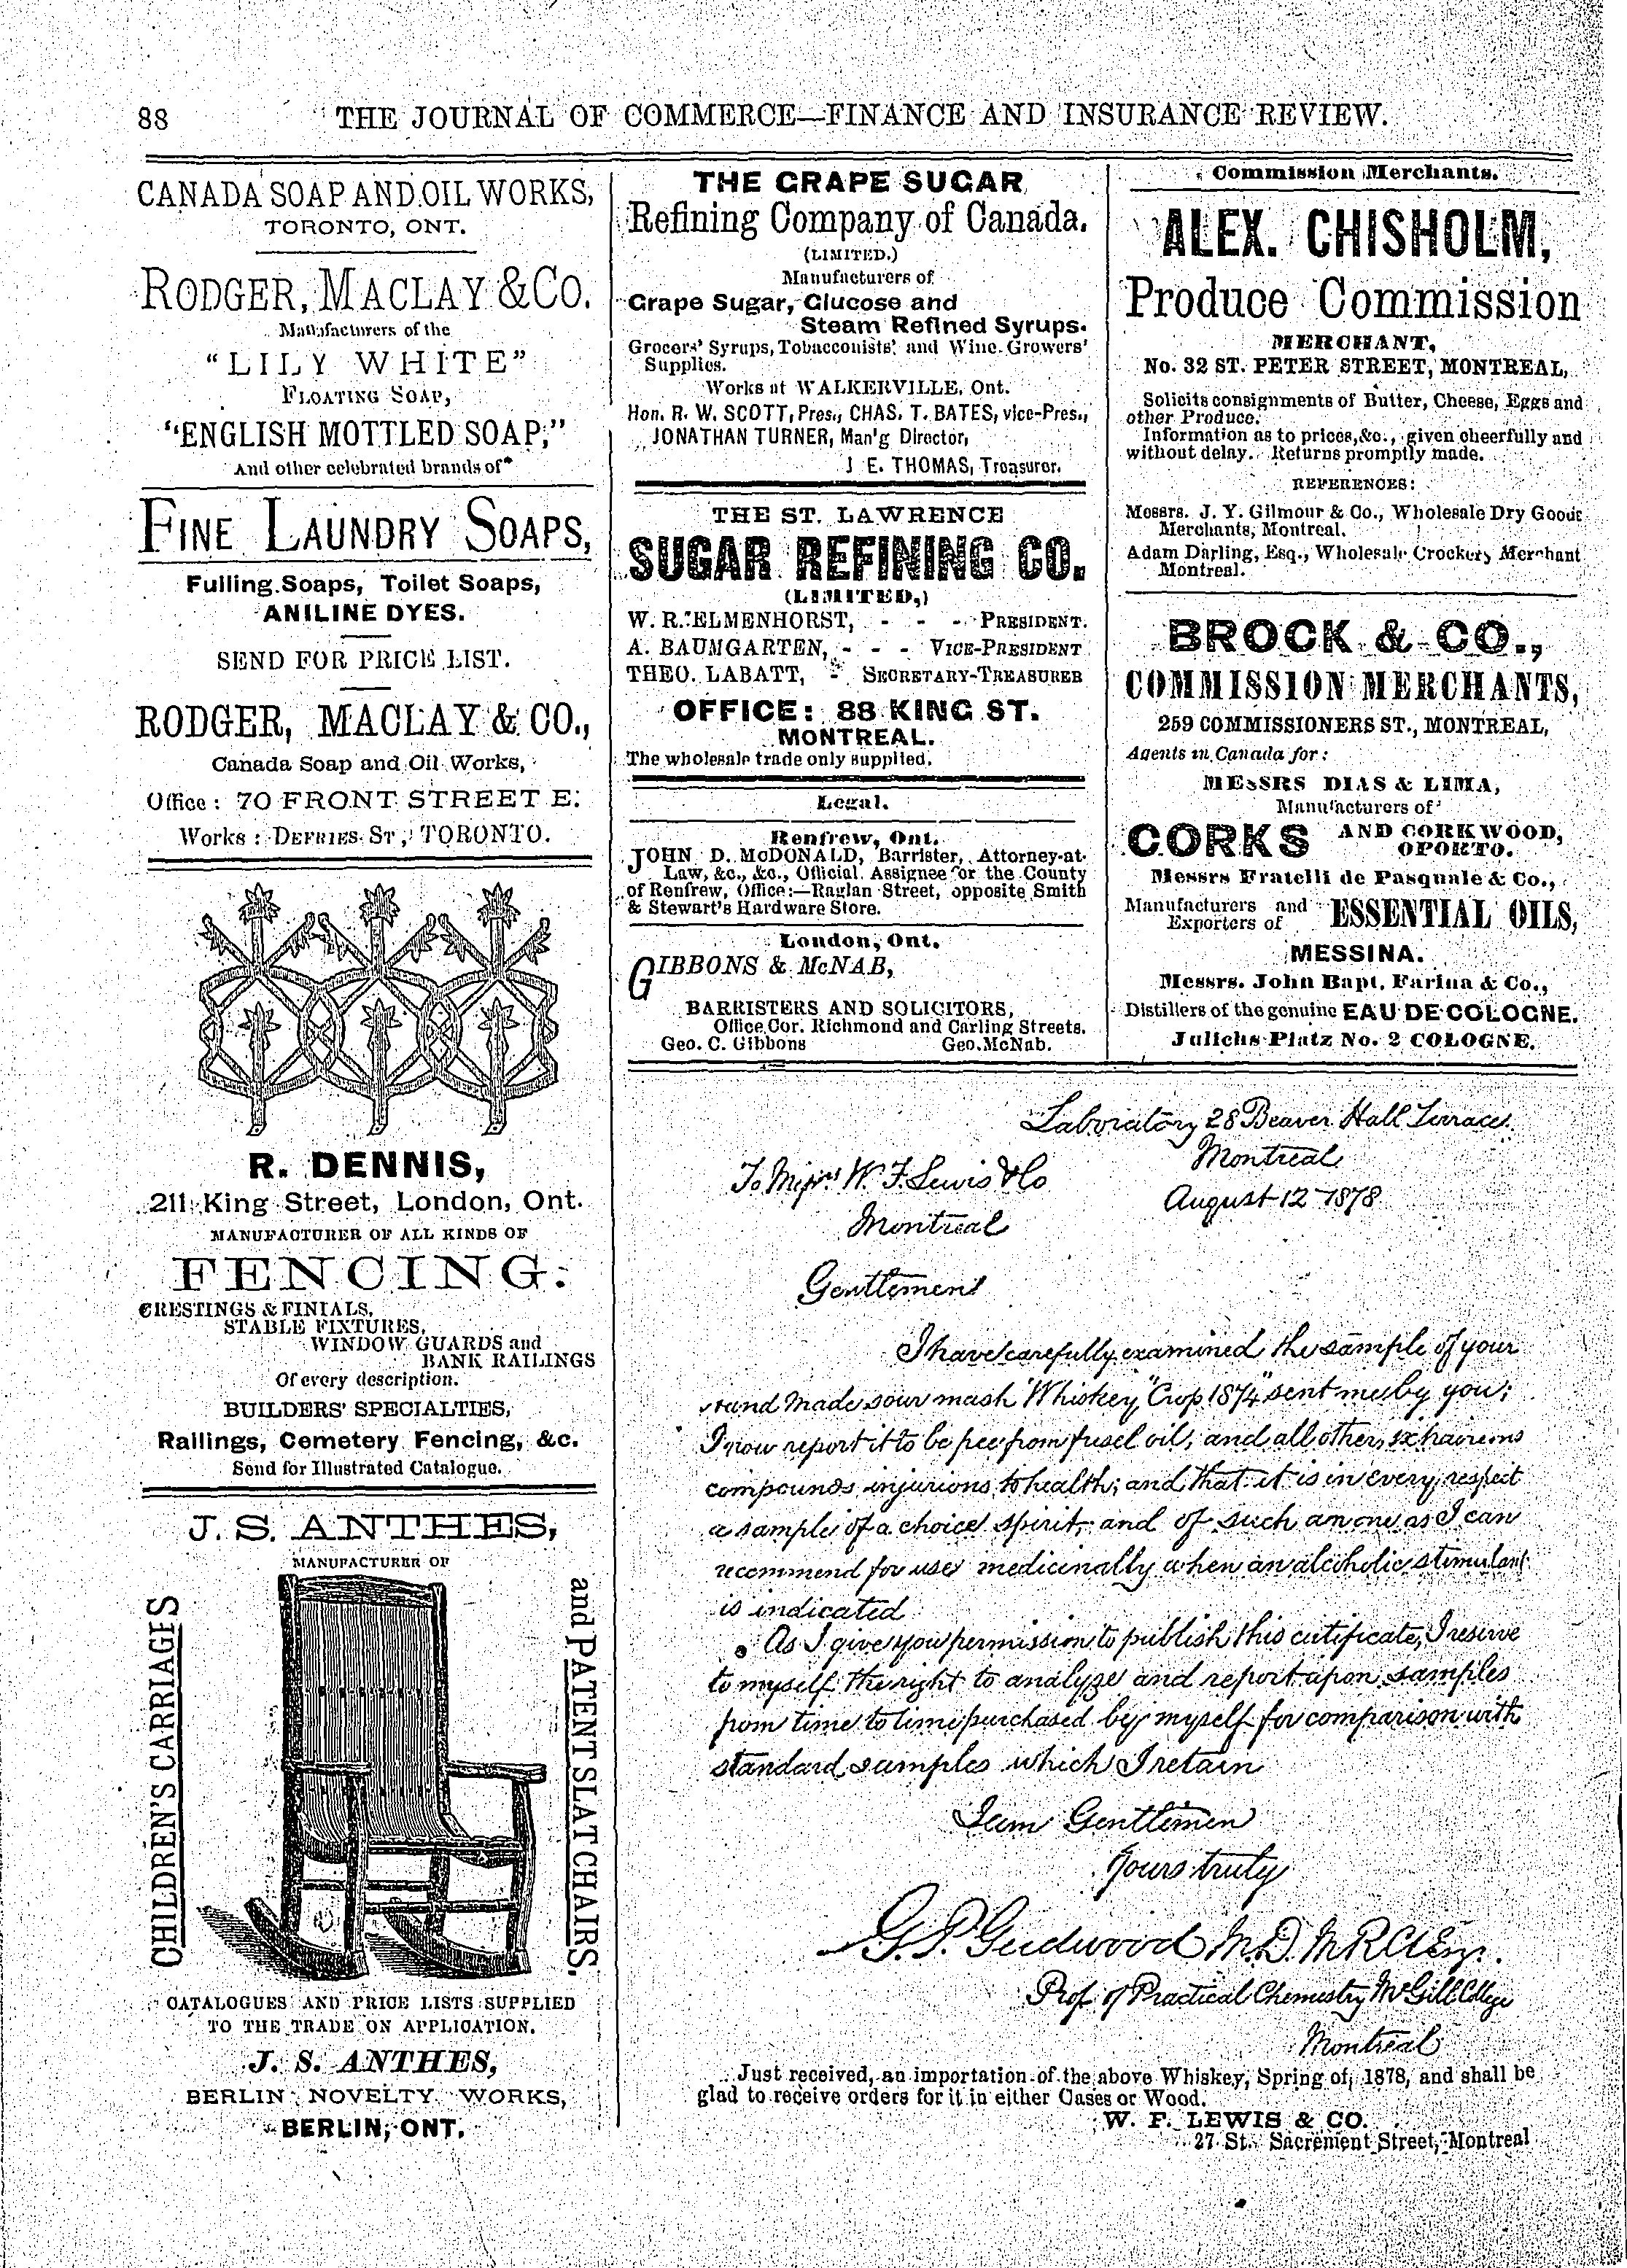 88
THE JOURNAL OF COMMERCE—FINANCE AND INSURANCE REVIEW.
CANADA SOAP AND OIL WORKS,
TORONTO, ONT.
RODGER, MACLAY & CO.
Manufacturers of the
"LILY WHITE"
FLOATING SOAP,
"ENGLISH MOTTLED SOAP,"
And other celebrated brands of
FINE LAUNDRY SOAPS,
Fulling Soaps, Toilet Soaps,
ANILINE DYES.
SEND FOR PRICE LIST.
RODGER, MACLAY & CO.,
Canada Soap and Oil Works,
Office: 70 FRONT STREET E.
Works: DEFRIES ST, TORONTO.
R. DENNIS,
211 King Street, London, Ont.
MANUFACTURER OF ALL KINDS OF
FENCING:
CRESTINGS & FINIALS,
STABLE FIXTURES,
WINDOW GUARDS and
BANK RAILINGS
Of every description.
BUILDERS' SPECIALTIES,
Railings, Cemetery Fencing, &c.
Send for Illustrated Catalogue.
J. S. ANTHES,
MANUFACTURER OF
CHILDREN'S CARRIAGES
and PATENT SLAT CHAIRS.
CATALOGUES AND PRICE LISTS SUPPLIED
TO THE TRADE ON APPLICATION.
J. S. ANTHES,
BERLIN NOVELTY WORKS,
BERLIN, ONT.
THE GRAPE SUGAR
Refining Company of Canada.
(LIMITED.)
Manufacturers of
Grape Sugar, Glucose and
Steam Refined Syrups.
Grocers' Syrups, Tobacconists' and Wine Growers'
Supplies.
Works at WALKERVILLE, Ont.
Hon. R. W. SCOTT, Pres., CHAS. T. BATES, vice-Pres.,
JONATHAN TURNER, Man'g Director,
J E. THOMAS, Treasurer.
THE ST. LAWRENCE
SUGAR REFINING CO.
(LIMITED,)
W. R. ELMENHORST, - - - PRESIDENT.
A. BAUMGARTEN, - - - VICE-PRESIDENT
THEO. LABATT, - SECRETARY-TREASURER
OFFICE: 88 KING ST.
MONTREAL.
The wholesale trade only supplied.
Legal.
Renfrew, Ont.
JOHN D. McDONALD, Barrister, Attorney-at-
Law, &c., &c., Official Assignee for the County
of Renfrew, Office:—Raglan Street, opposite Smith
& Stewart's Hardware Store.
London, Ont.
GIBBONS & McNAB,
BARRISTERS AND SOLICITORS,
Office Cor. Richmond and Carling Streets.
Geo. C. Gibbons Geo. McNab.
Commission Merchants.
ALEX. CHISHOLM,
Produce Commission
MERCHANT,
No. 32 ST. PETER STREET, MONTREAL,
Solicits consignments of Butter, Cheese, Eggs and
other Produce.
Information as to prices, &c., given cheerfully and
without delay. Returns promptly made.
REFERENCES:
Messrs. J. Y. Gilmour & Co., Wholesale Dry Goods
Merchants, Montreal.
Adam Darling, Esq., Wholesale Crockery Merchant
Montreal.
BROCK & CO.,
COMMISSION MERCHANTS,
259 COMMISSIONERS ST., MONTREAL,
Agents in Canada for:
MESSRS DIAS & LIMA,
Manufacturers of
CORKS AND CORKWOOD,
OPORTO.
Messrs Fratelli de Pasquale & Co.,
Manufacturers and
Exporters of ESSENTIAL OILS,
MESSINA.
Messrs. John Bapt. Farina & Co.,
Distillers of the genuine EAU DE COLOGNE.
Julichs Platz No. 2 COLOGNE.
Laboratory 28 Beaver Hall Terrace
Montreal
August 12 1878
To Messrs W. F. Lewis & Co
Montreal
Gentlemen
I have carefully examined the sample of your
Hand Made sour mash "Whiskey," Crop 1874" sent me by you;
I now report it to be free from fusel oil, and all other
compounds injurious to health; and that it is in every respect
a sample of a choice spirit, and of such an one as I can
recommend for use medicinally when an alcoholic stimulant
is indicated
As I give you permission to publish this certificate, I reserve
to myself the right to analyze and report upon samples
from time to time purchased by myself for comparison with
standard samples which I retain
I am Gentlemen
Yours truly
G. P. Girdwood M.D. M.R.C.S. Eng.
Prof of Practical Chemistry McGill College
Montreal
Just received, an importation of the above Whiskey, Spring of, 1878, and shall be
glad to receive orders for it in either Cases or Wood.
W. F. LEWIS & CO.
27 St. Sacrement Street, Montreal